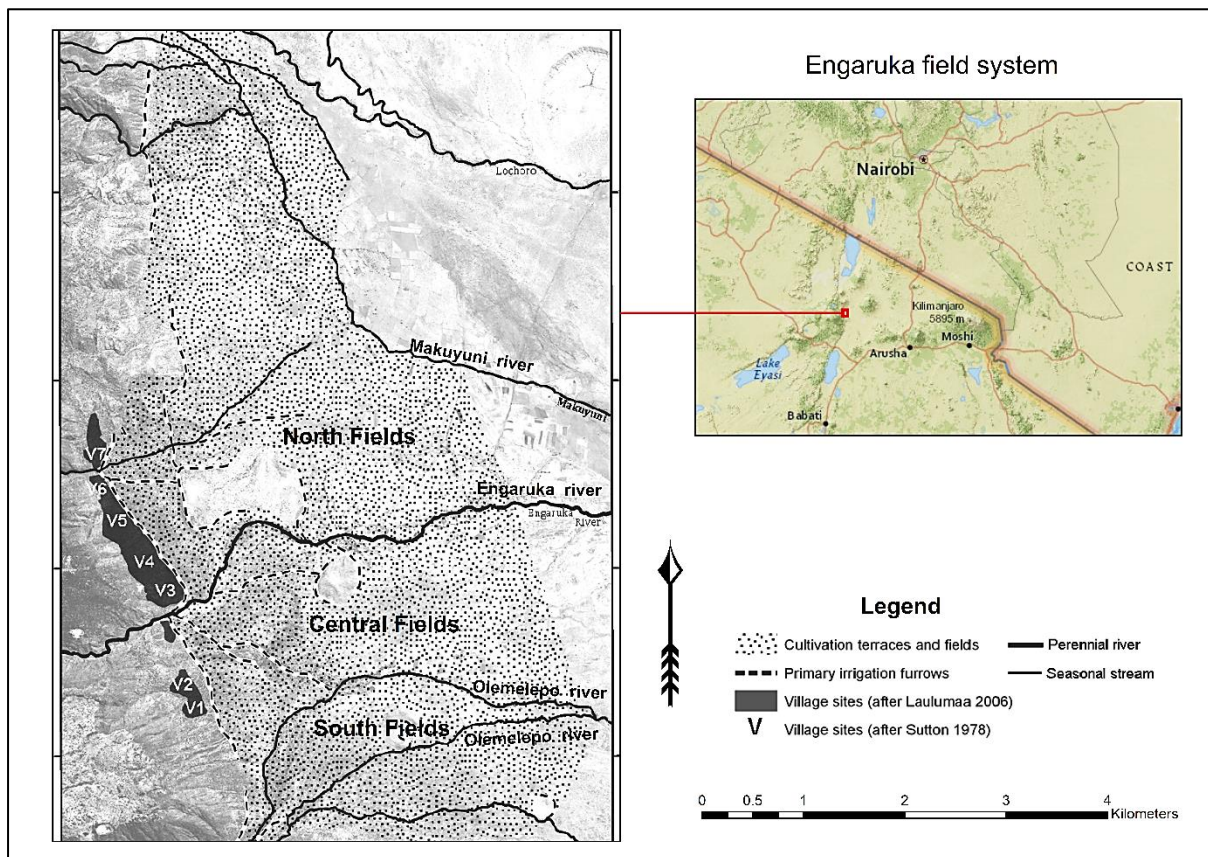 Engaruka field system
Lochoro
Makuyuni river
Makuyuni
North Fields
Engaruka river
Engaruka
River
V7
V6
V5
V4
V3
Central Fields
V2
V1
Olemelepo river
South Fields
Olemelepo river
Nairobi
COAST
Kilimanjaro
5895 m
Moshi
Arusha
Lake
Eyasi
Babati
Legend
Cultivation terraces and fields
Primary irrigation furrows
Village sites (after Laulumaa 2006)
V Village sites (after Sutton 1978)
Perennial river
Seasonal stream
0 0.5 1 2 3 4
Kilometers